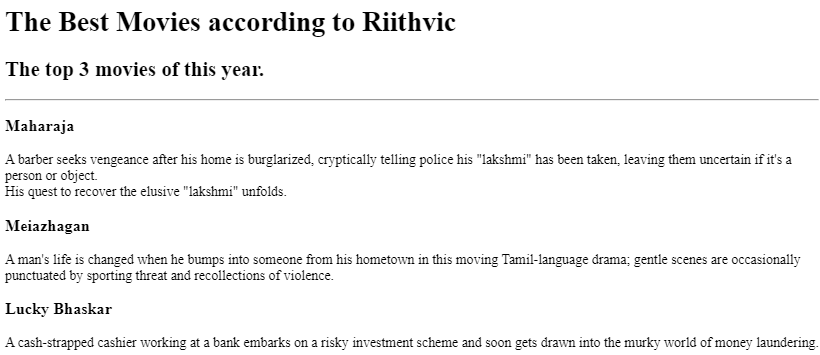 The Best Movies according to Riithvic
The top 3 movies of this year.
Maharaja
A barber seeks vengeance after his home is burglarized, cryptically telling police his "lakshmi" has been taken, leaving them uncertain if it's a
person or object.
His quest to recover the elusive "lakshmi" unfolds.
Meiazhagan
A man's life is changed when he bumps into someone from his hometown in this moving Tamil-language drama; gentle scenes are occasionally
punctuated by sporting threat and recollections of violence.
Lucky Bhaskar
A cash-strapped cashier working at a bank embarks on a risky investment scheme and soon gets drawn into the murky world of money laundering.